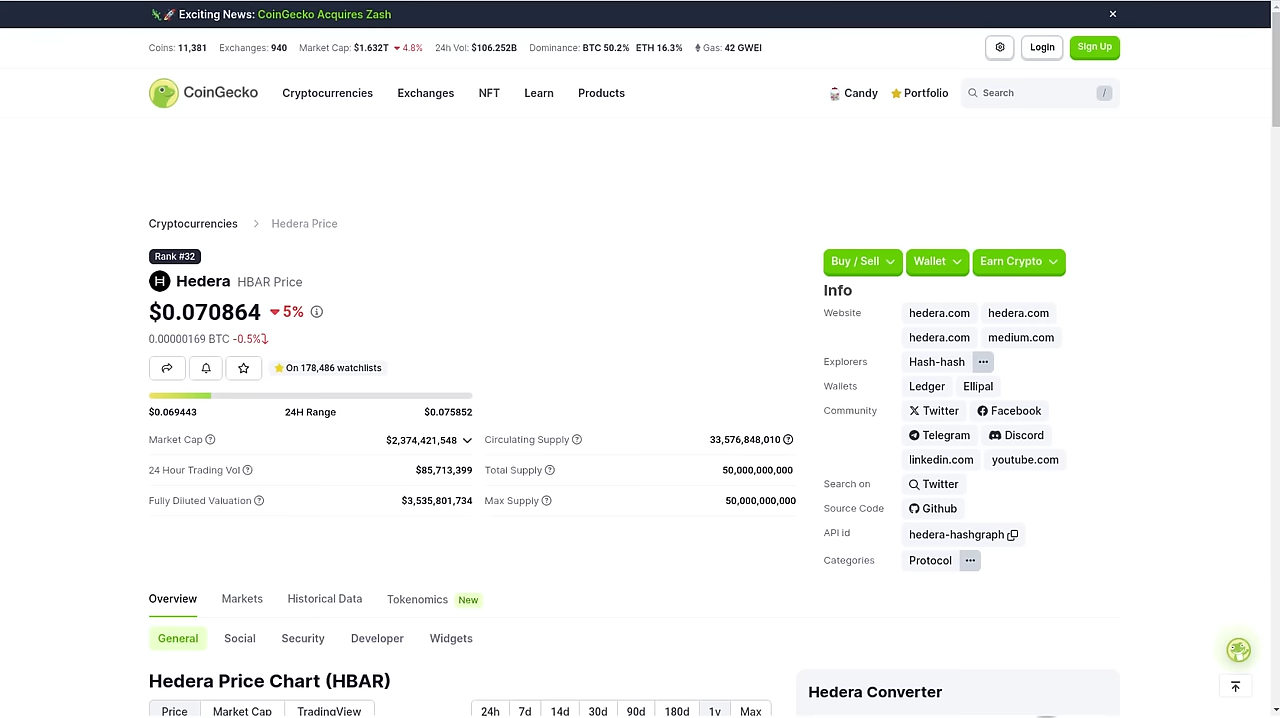 Exciting News: CoinGecko Acquires Zash
Coins: 11,381 Exchanges: 940 Market Cap: $1.632T 4.8% 24h Vol: $106.252B Dominance: BTC 50.2% ETH 16.3% Gas: 42 GWEI
Login
Sign Up
CoinGecko Cryptocurrencies Exchanges NFT Learn Products Candy Portfolio Search /
Cryptocurrencies Hedera Price
Rank #32
Hedera HBAR Price
$0.070864 5%
0.00000169 BTC -0.5%
On 178,486 watchlists
$0.069443 24H Range $0.075852
Market Cap $2,374,421,548
24 Hour Trading Vol $85,713,399
Fully Diluted Valuation $3,535,801,734
Circulating Supply 33,576,848,010
Total Supply 50,000,000,000
Max Supply 50,000,000,000
Buy / Sell Wallet Earn Crypto
Info
Website hedera.com hedera.com
hedera.com medium.com
Explorers Hash-hash ...
Wallets Ledger Ellipal
Community Twitter Facebook
Telegram Discord
linkedin.com youtube.com
Search on Twitter
Source Code Github
API id hedera-hashgraph
Categories Protocol ...
Overview Markets Historical Data Tokenomics New
General Social Security Developer Widgets
Hedera Price Chart (HBAR)
Price Market Cap TradingView 24h 7d 14d 30d 90d 180d 1y Max
Hedera Converter